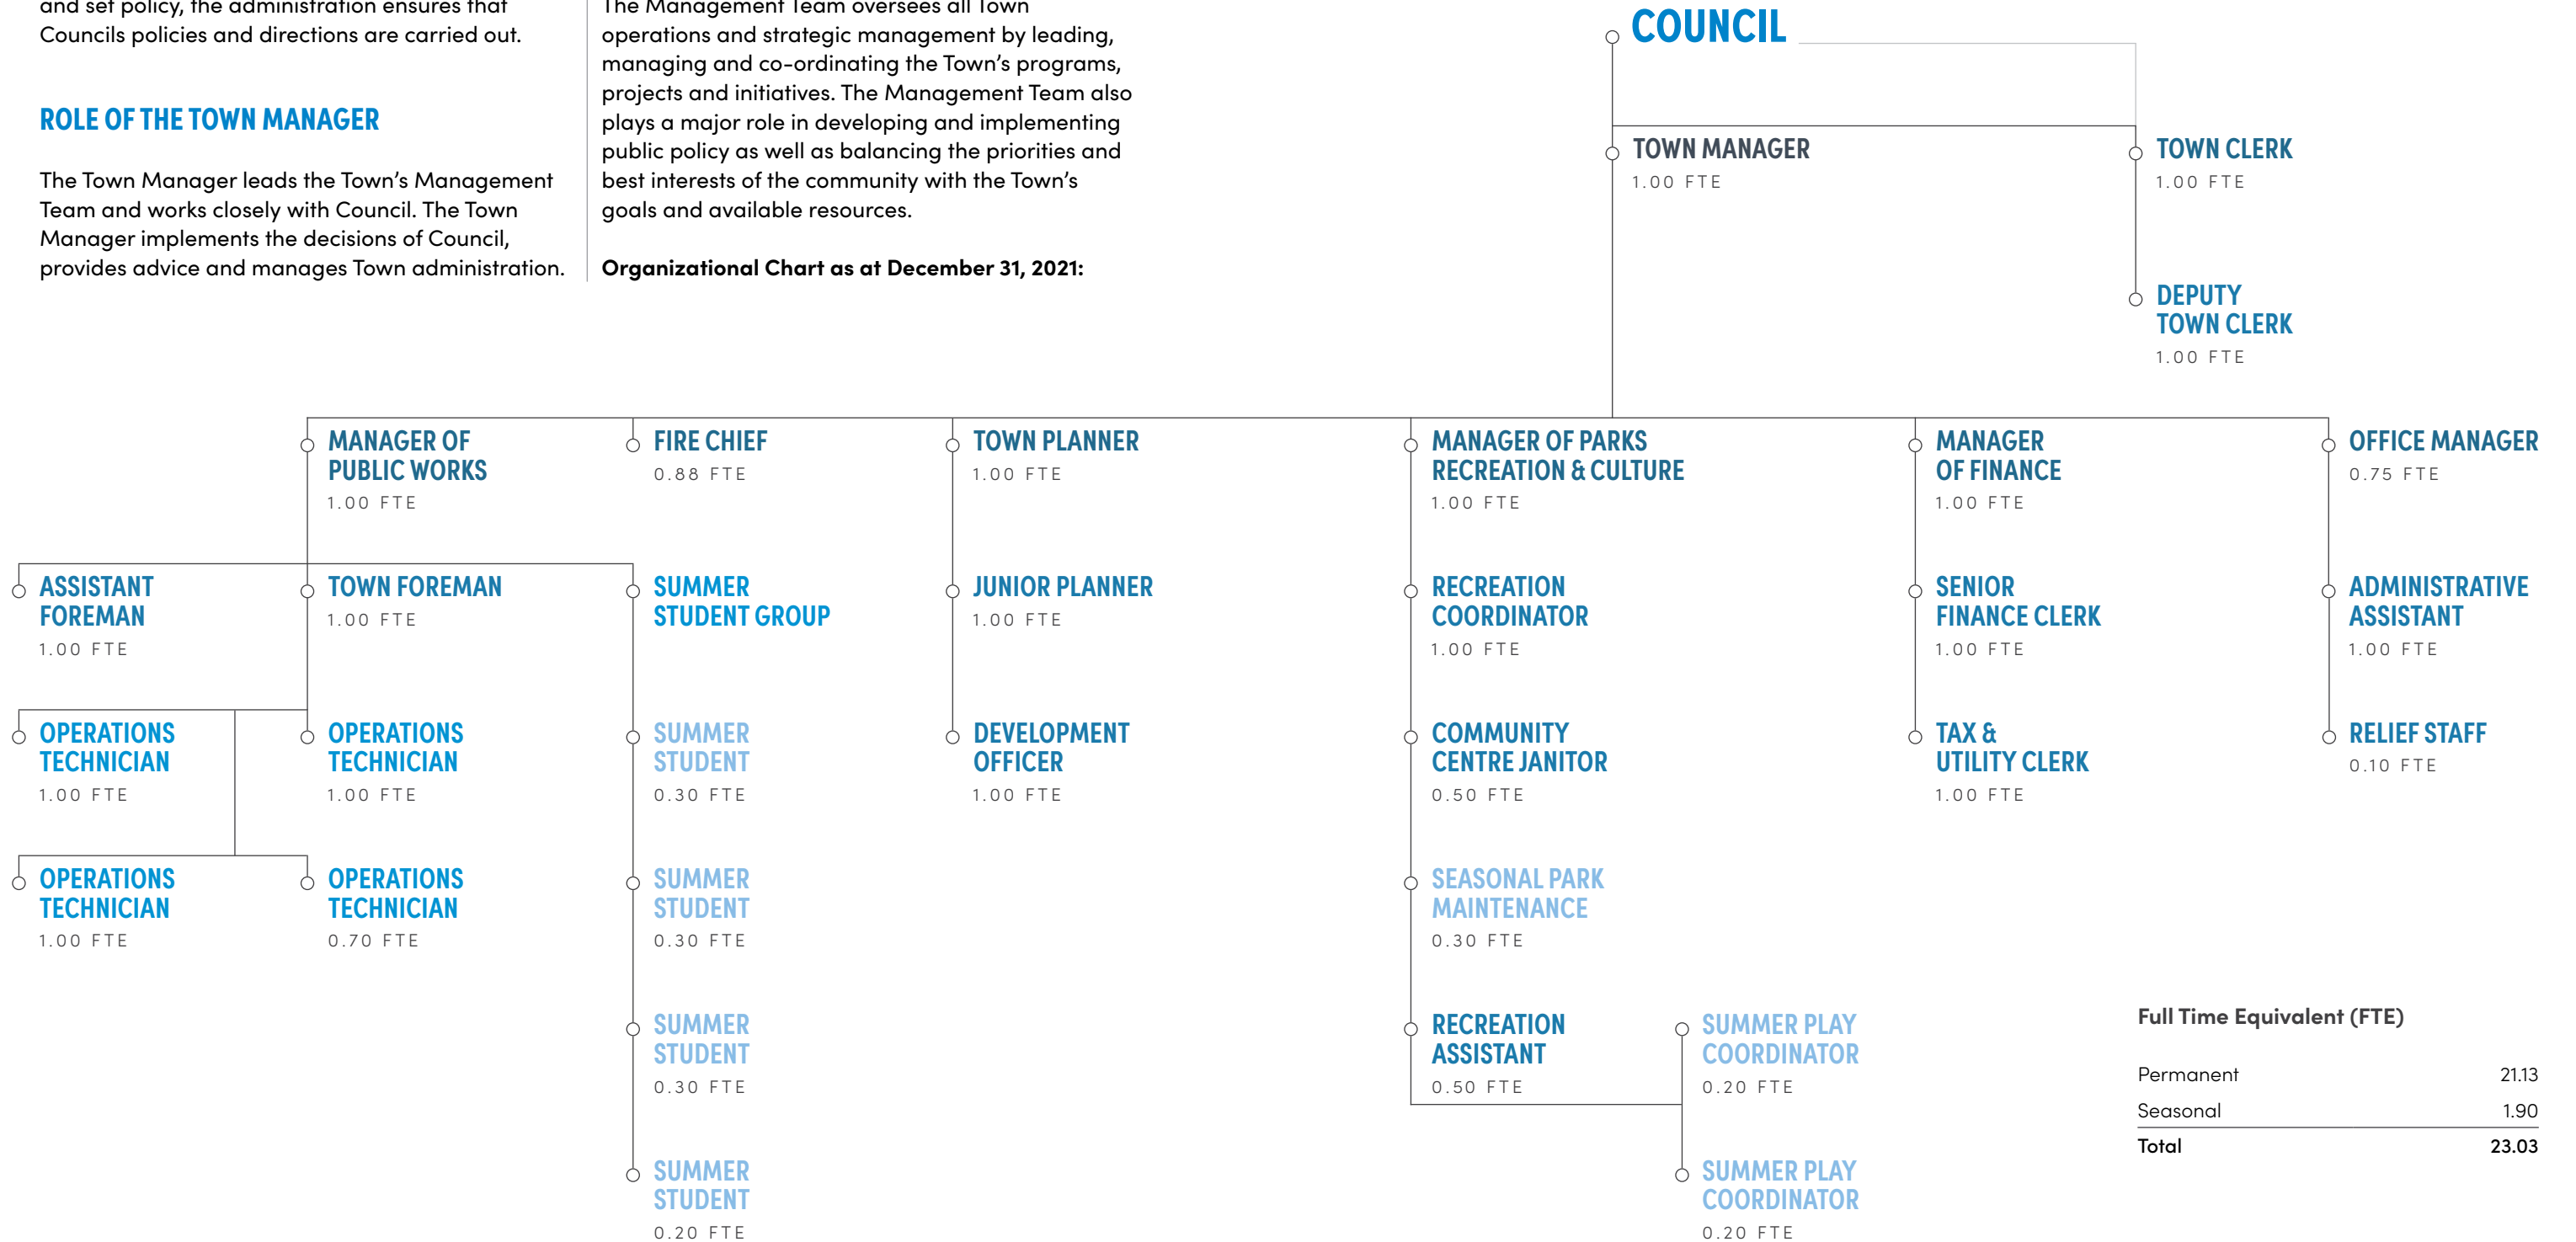 and set policy, the administration ensures that
Councils policies and directions are carried out.
ROLE OF THE TOWN MANAGER
The Town Manager leads the Town's Management
Team and works closely with Council. The Town
Manager implements the decisions of Council,
provides advice and manages Town administration.
The Management Team oversees all Town
operations and strategic management by leading,
managing and co-ordinating the Town's programs,
projects and initiatives. The Management Team also
plays a major role in developing and implementing
public policy as well as balancing the priorities and
best interests of the community with the Town's
goals and available resources.
Organizational Chart as at December 31, 2021:
COUNCIL
TOWN MANAGER
1.00 FTE
TOWN CLERK
1.00 FTE
DEPUTY
TOWN CLERK
1.00 FTE
MANAGER OF
PUBLIC WORKS
1.00 FTE
FIRE CHIEF
0.88 FTE
TOWN PLANNER
1.00 FTE
MANAGER OF PARKS
RECREATION & CULTURE
1.00 FTE
MANAGER
OF FINANCE
1.00 FTE
OFFICE MANAGER
0.75 FTE
ASSISTANT
FOREMAN
1.00 FTE
TOWN FOREMAN
1.00 FTE
SUMMER
STUDENT GROUP
JUNIOR PLANNER
1.00 FTE
RECREATION
COORDINATOR
1.00 FTE
SENIOR
FINANCE CLERK
1.00 FTE
ADMINISTRATIVE
ASSISTANT
1.00 FTE
OPERATIONS
TECHNICIAN
1.00 FTE
OPERATIONS
TECHNICIAN
1.00 FTE
SUMMER
STUDENT
0.30 FTE
DEVELOPMENT
OFFICER
1.00 FTE
COMMUNITY
CENTRE JANITOR
0.50 FTE
TAX &
UTILITY CLERK
1.00 FTE
RELIEF STAFF
0.10 FTE
OPERATIONS
TECHNICIAN
1.00 FTE
OPERATIONS
TECHNICIAN
0.70 FTE
SUMMER
STUDENT
0.30 FTE
SEASONAL PARK
MAINTENANCE
0.30 FTE
SUMMER
STUDENT
0.30 FTE
RECREATION
ASSISTANT
0.50 FTE
SUMMER PLAY
COORDINATOR
0.20 FTE
SUMMER
STUDENT
0.20 FTE
SUMMER PLAY
COORDINATOR
0.20 FTE
Full Time Equivalent (FTE)
Permanent 21.13
Seasonal 1.90
Total 23.03